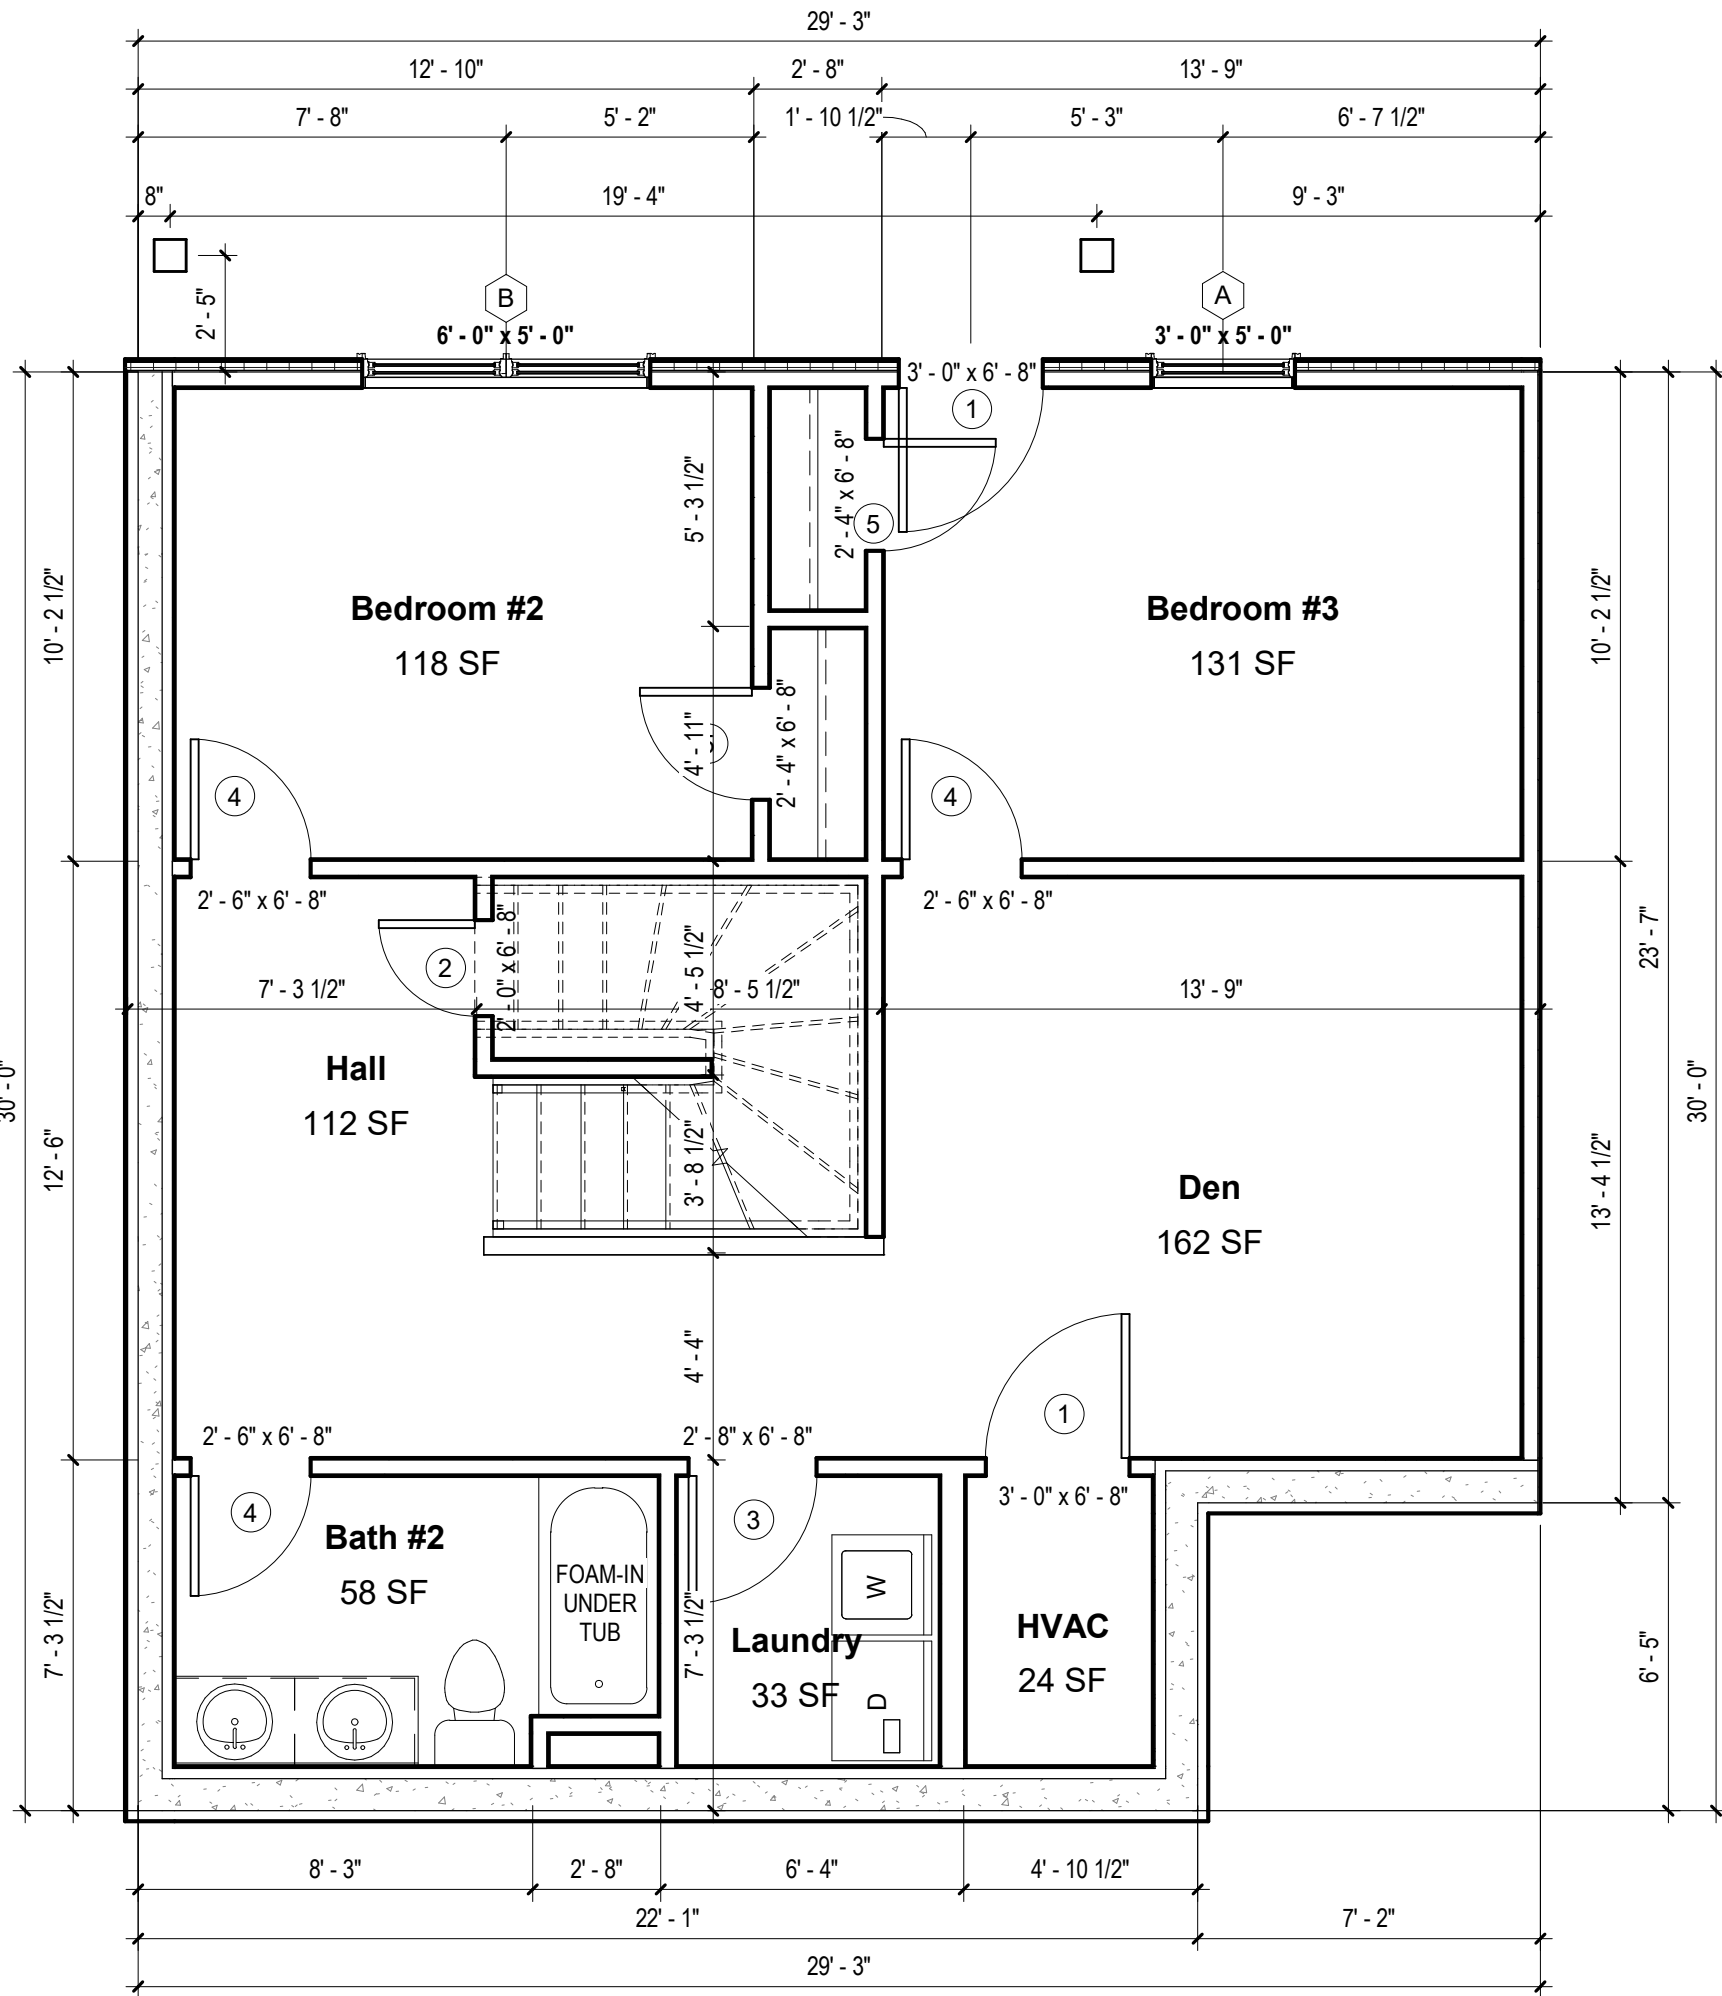 29' - 3"
12' - 10"
2' - 8"
13' - 9"
7' - 8"
5' - 2"
1' - 10 1/2"
5' - 3"
6' - 7 1/2"
8"
19' - 4"
9' - 3"
2' - 5"
B
A
6' - 0" x 5' - 0"
3' - 0" x 5' - 0"
3' - 0" x 6' - 8"
1
2' - 4" x 6' - 8"
5
5' - 3 1/2"
10' - 2 1/2"
Bedroom #2
118 SF
Bedroom #3
131 SF
10' - 2 1/2"
4' - 11"
2' - 4" x 6' - 8"
4
4
2' - 6" x 6' - 8"
2' - 6" x 6' - 8"
2' - 0" x 6' - 8"
2
4' - 5 1/2"
23' - 7"
7' - 3 1/2"
8' - 5 1/2"
13' - 9"
Hall
112 SF
30' - 0"
30' - 0"
12' - 6"
3' - 8 1/2"
Den
162 SF
13' - 4 1/2"
4' - 4"
1
2' - 6" x 6' - 8"
2' - 8" x 6' - 8"
3' - 0" x 6' - 8"
4
3
Bath #2
58 SF
FOAM-IN
UNDER
TUB
W
7' - 3 1/2"
7' - 3 1/2"
Laundry
33 SF
D
HVAC
24 SF
6' - 5"
8' - 3"
2' - 8"
6' - 4"
4' - 10 1/2"
22' - 1"
7' - 2"
29' - 3"